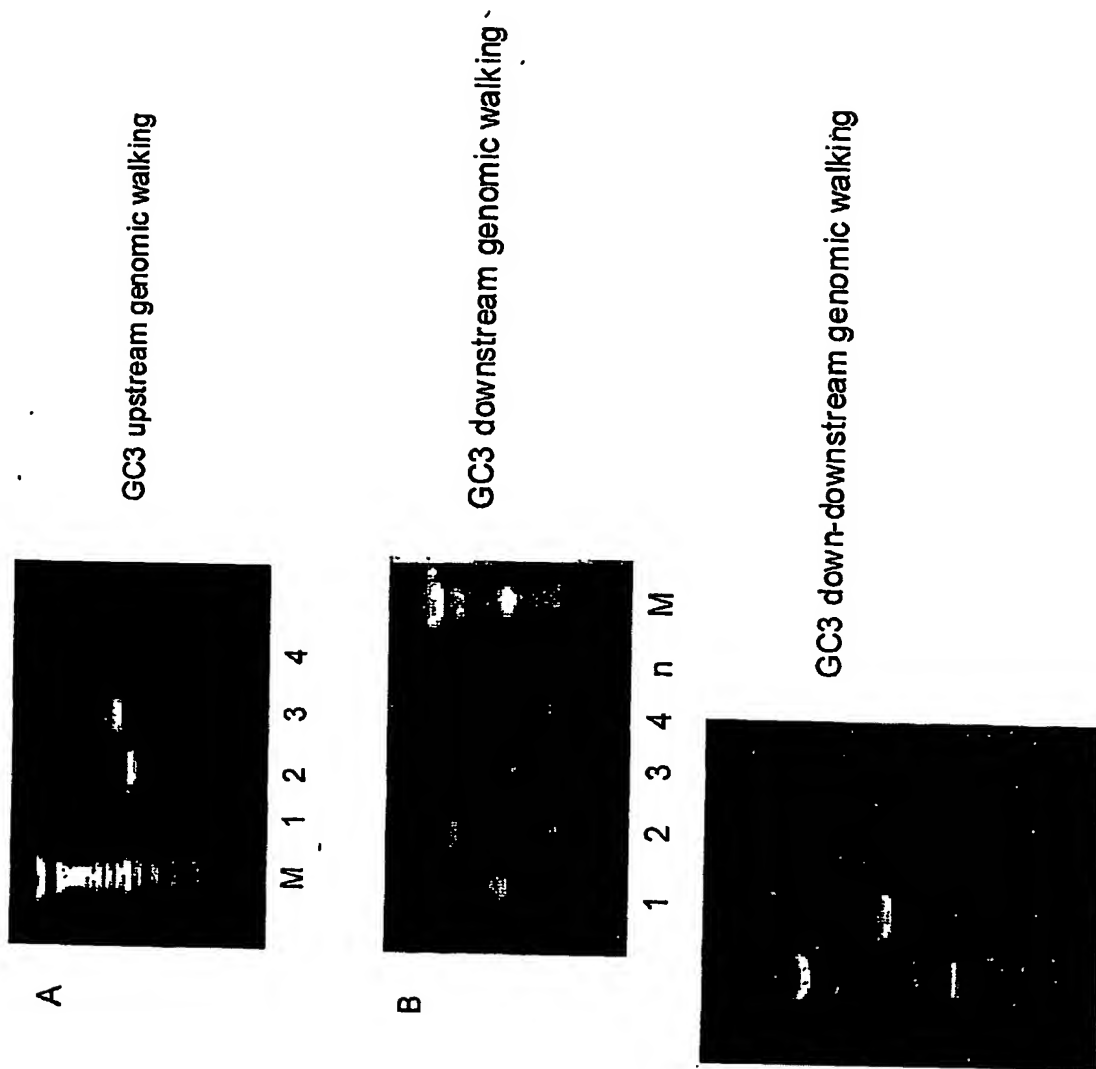 A
GC3 upstream genomic walking
M 1 2 3 4
B
GC3 downstream genomic walking
1 2 3 4 n M
GC3 down-downstream genomic walking